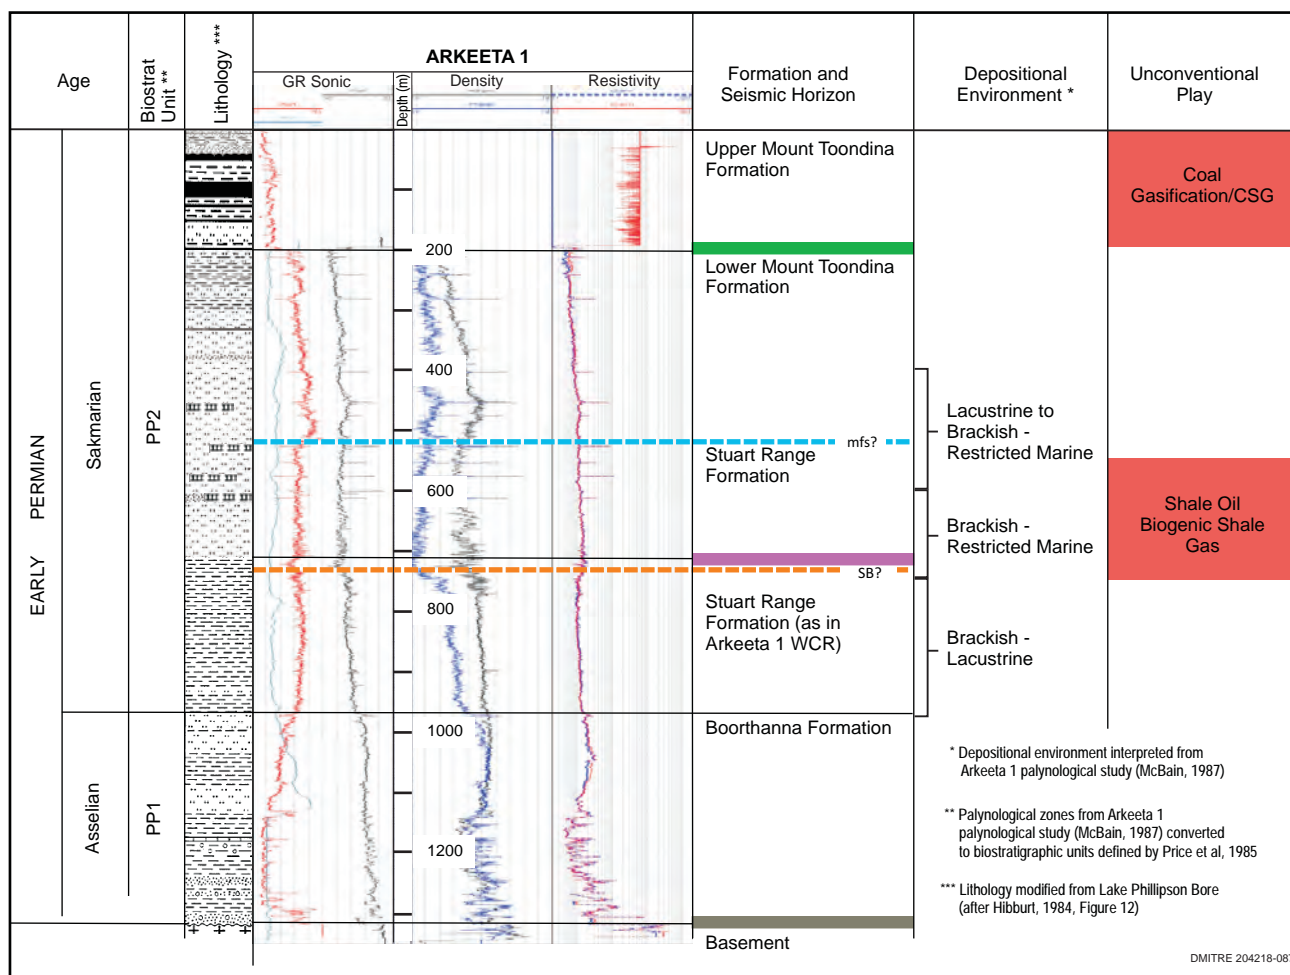 Age
Biostrat
Unit **
Lithology ***
ARKEETA 1
GR Sonic
Depth (m)
Density
Resistivity
Formation and
Seismic Horizon
Depositional
Environment *
Unconventional
Play
EARLY PERMIAN
Sakmarian
Asselian
PP2
PP1
200
400
600
800
1000
1200
Upper Mount Toondina
Formation
Lower Mount Toondina
Formation
mfs?
Stuart Range
Formation
SB?
Stuart Range
Formation (as in
Arkeeta 1 WCR)
Boorthanna Formation
Basement
Lacustrine to
Brackish -
Restricted Marine
Brackish -
Restricted Marine
Brackish -
Lacustrine
Coal
Gasification/CSG
Shale Oil
Biogenic Shale
Gas
* Depositional environment interpreted from
Arkeeta 1 palynological study (McBain, 1987)
** Palynological zones from Arkeeta 1
palynological study (McBain, 1987) converted
to biostratigraphic units defined by Price et al, 1985
*** Lithology modified from Lake Phillipson Bore
(after Hibburt, 1984, Figure 12)
DMITRE 204218-087